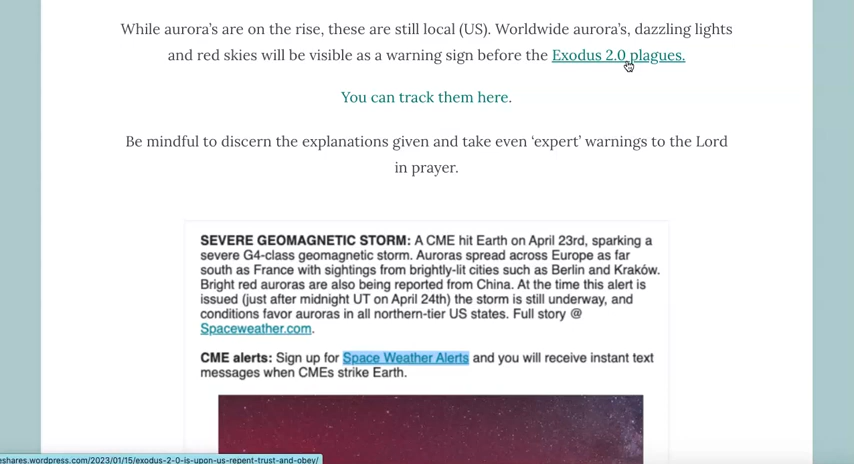 While aurora’s are on the rise, these are still local (US). Worldwide aurora’s, dazzling lights
and red skies will be visible as a warning sign before the Exodus 2.0 plagues.
You can track them here.
Be mindful to discern the explanations given and take even ‘expert’ warnings to the Lord
in prayer.
SEVERE GEOMAGNETIC STORM: A CME hit Earth on April 23rd, sparking a
severe G4-class geomagnetic storm. Auroras spread across Europe as far
south as France with sightings from brightly-lit cities such as Berlin and Kraków.
Bright red auroras are also being reported from China. At the time this alert is
issued (just after midnight UT on April 24th) the storm is still underway, and
conditions favor auroras in all northern-tier US states. Full story @
Spaceweather.com.
CME alerts: Sign up for Space Weather Alerts and you will receive instant text
messages when CMEs strike Earth.
eshares.wordpress.com/2023/01/15/exodus-2-0-is-upon-us-repent-trust-and-obey/